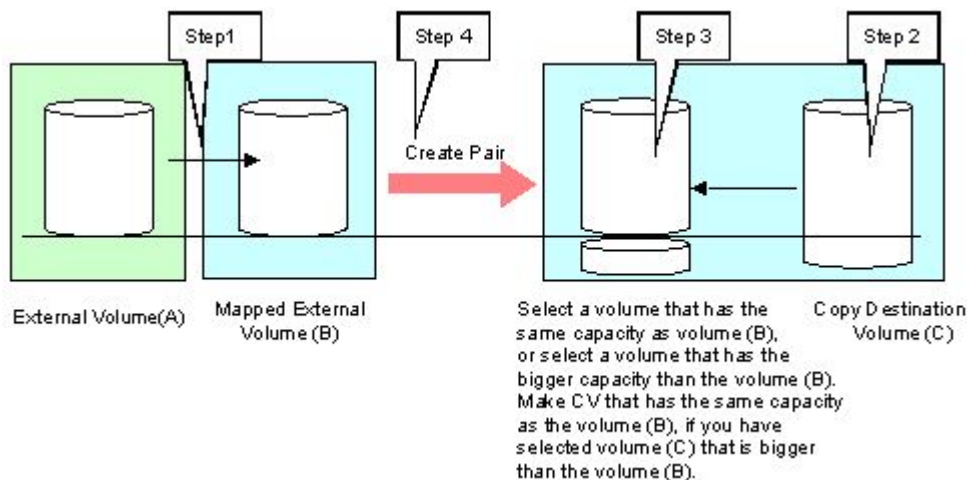 Step1
Step 4
Step 3
Step 2
Create Pair
External Volume(A)
Mapped External
Volume (B)
Select a volume that has the
same capacity as volume (B),
or select a volume that has the
bigger capacity than the volume (B).
Make CV that has the same capacity
as the volume (B), if you have
selected volume (C) that is bigger
than the volume (B).
Copy Destination
Volume (C)